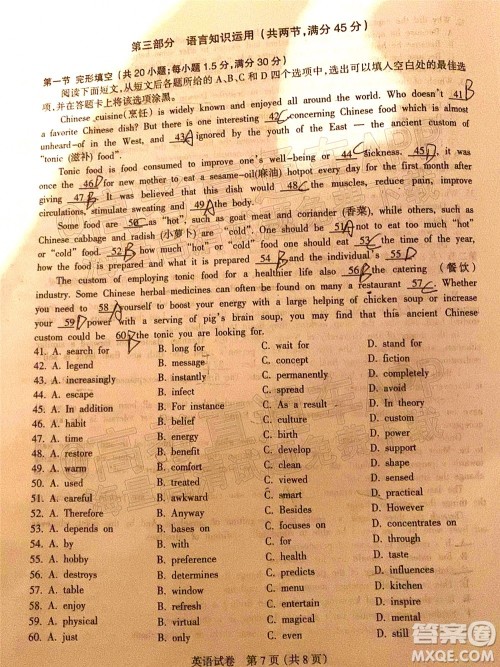 第三部分 语言知识运用(共两节,满分45分)
第一节 完形填空(共20小题;每小题1.5分,满分30分)
阅读下面短文,从短文后各题所给的A、B、C和D四个选项中,选出可以填入空白处的最佳选
项,并在答题卡上将该选项涂黑。
Chinese cuisine(烹饪) is widely known and enjoyed all around the world. Who doesn't 41 B
a favorite Chinese dish? But there is one interesting 42 C concerning Chinese food which is almost
unheard-of in the West, and 43 A ignored by the youth of the East — the ancient custom of
"tonic (滋补) food".
Tonic food is food consumed to improve one's well-being or 44 sickness. 45 D, it was
once the 46 D for new mother to eat a sesame-oil(麻油) hotpot every day for the first month after
giving 47 D. It was believed that this dish would 48 C the muscles, reduce pain, improve
circulations, stimulate sweating and 49 A the body.
Some food are 50 as "hot", such as goat meat and coriander (香菜), while others, such as
Chinese cabbage and radish (小萝卜) are "cold". But one should be 51 A not to eat too much "hot"
or "cold" food. 52 B how much "hot" or "cold" food one should eat 53 C the time of year,
how the food is prepared and what it is prepared 54 B and the individual's 55 D.
The custom of employing tonic food for a healthier life also 56 B the catering (餐饮)
industry. Some Chinese herbal medicines can often be found on many a restaurant 57 C. Whether
you need to 58 A yourself to boost your energy with a large helping of chicken soup or increase
your 59 D power with a serving of pig's brain soup, you may find that this ancient Chinese
custom could be 60 B the tonic you are looking for.
41. A. search for B. long for C. wait for D. stand for
42. A. legend B. message C. comment D. fiction
43. A. increasingly B. instantly C. permanently D. completely
44. A. escape B. infect C. spread D. avoid
45. A. In addition B. For instance C. In conclusion D. After all
46. A. habit B. belief C. culture D. custom
47. A. time B. energy C. birth D. power
48. A. restore B. benefit C. cure D. develop
49. A. warm B. comfort C. cool D. prevent
50. A. used B. known C. viewed D. sensed
51. A. careful B. awkward C. smart D. practical
52. A. Therefore B. Anyway C. Besides D. However
53. A. depends on B. bases on C. focuses on D. functions on
54. A. by B. with C. through D. from
55. A. hobby B. preference C. health D. taste
56. A. destroys B. determines C. directs D. influences
57. A. table B. window C. menu D. kitchen
58. A. enjoy B. refresh C. help D. devote
59. A. physical B. virtual C. strong D. mental
60. A. just B. only C. even D. still
英语试卷 第7页(共8页)
作业帮
MXQE.COM